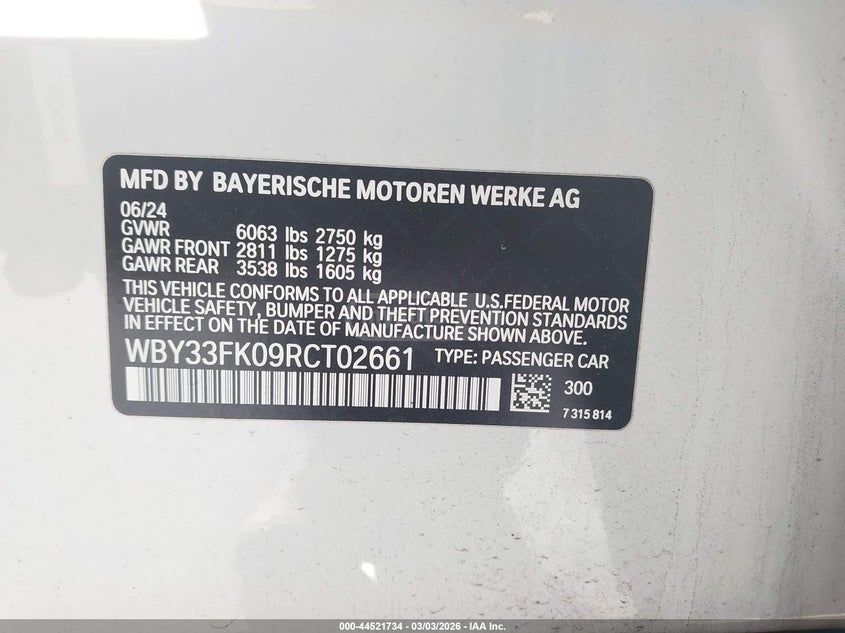 MFD BY BAYERISCHE MOTOREN WERKE AG
06/24
GVWR 6063 lbs 2750 kg
GAWR FRONT 2811 lbs 1275 kg
GAWR REAR 3538 lbs 1605 kg
THIS VEHICLE CONFORMS TO ALL APPLICABLE U.S.FEDERAL MOTOR
VEHICLE SAFETY, BUMPER AND THEFT PREVENTION STANDARDS
IN EFFECT ON THE DATE OF MANUFACTURE SHOWN ABOVE.
WBY33FK09RCT02661 TYPE: PASSENGER CAR
300
7 315 814
000-44521734 - 03/03/2026 - IAA Inc.